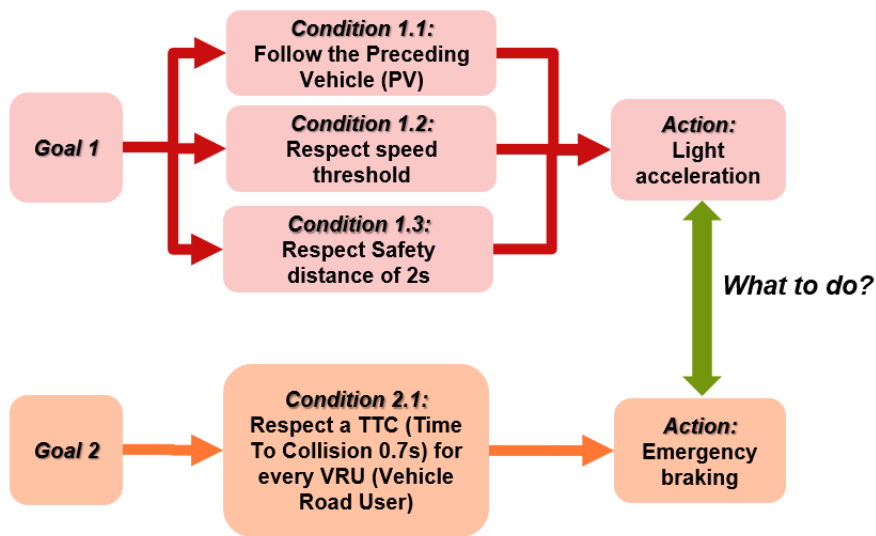 Goal 1
Condition 1.1:
Follow the Preceding
Vehicle (PV)
Condition 1.2:
Respect speed
threshold
Condition 1.3:
Respect Safety
distance of 2s
Action:
Light
acceleration
What to do?
Goal 2
Condition 2.1:
Respect a TTC (Time
To Collision 0.7s) for
every VRU (Vehicle
Road User)
Action:
Emergency
braking